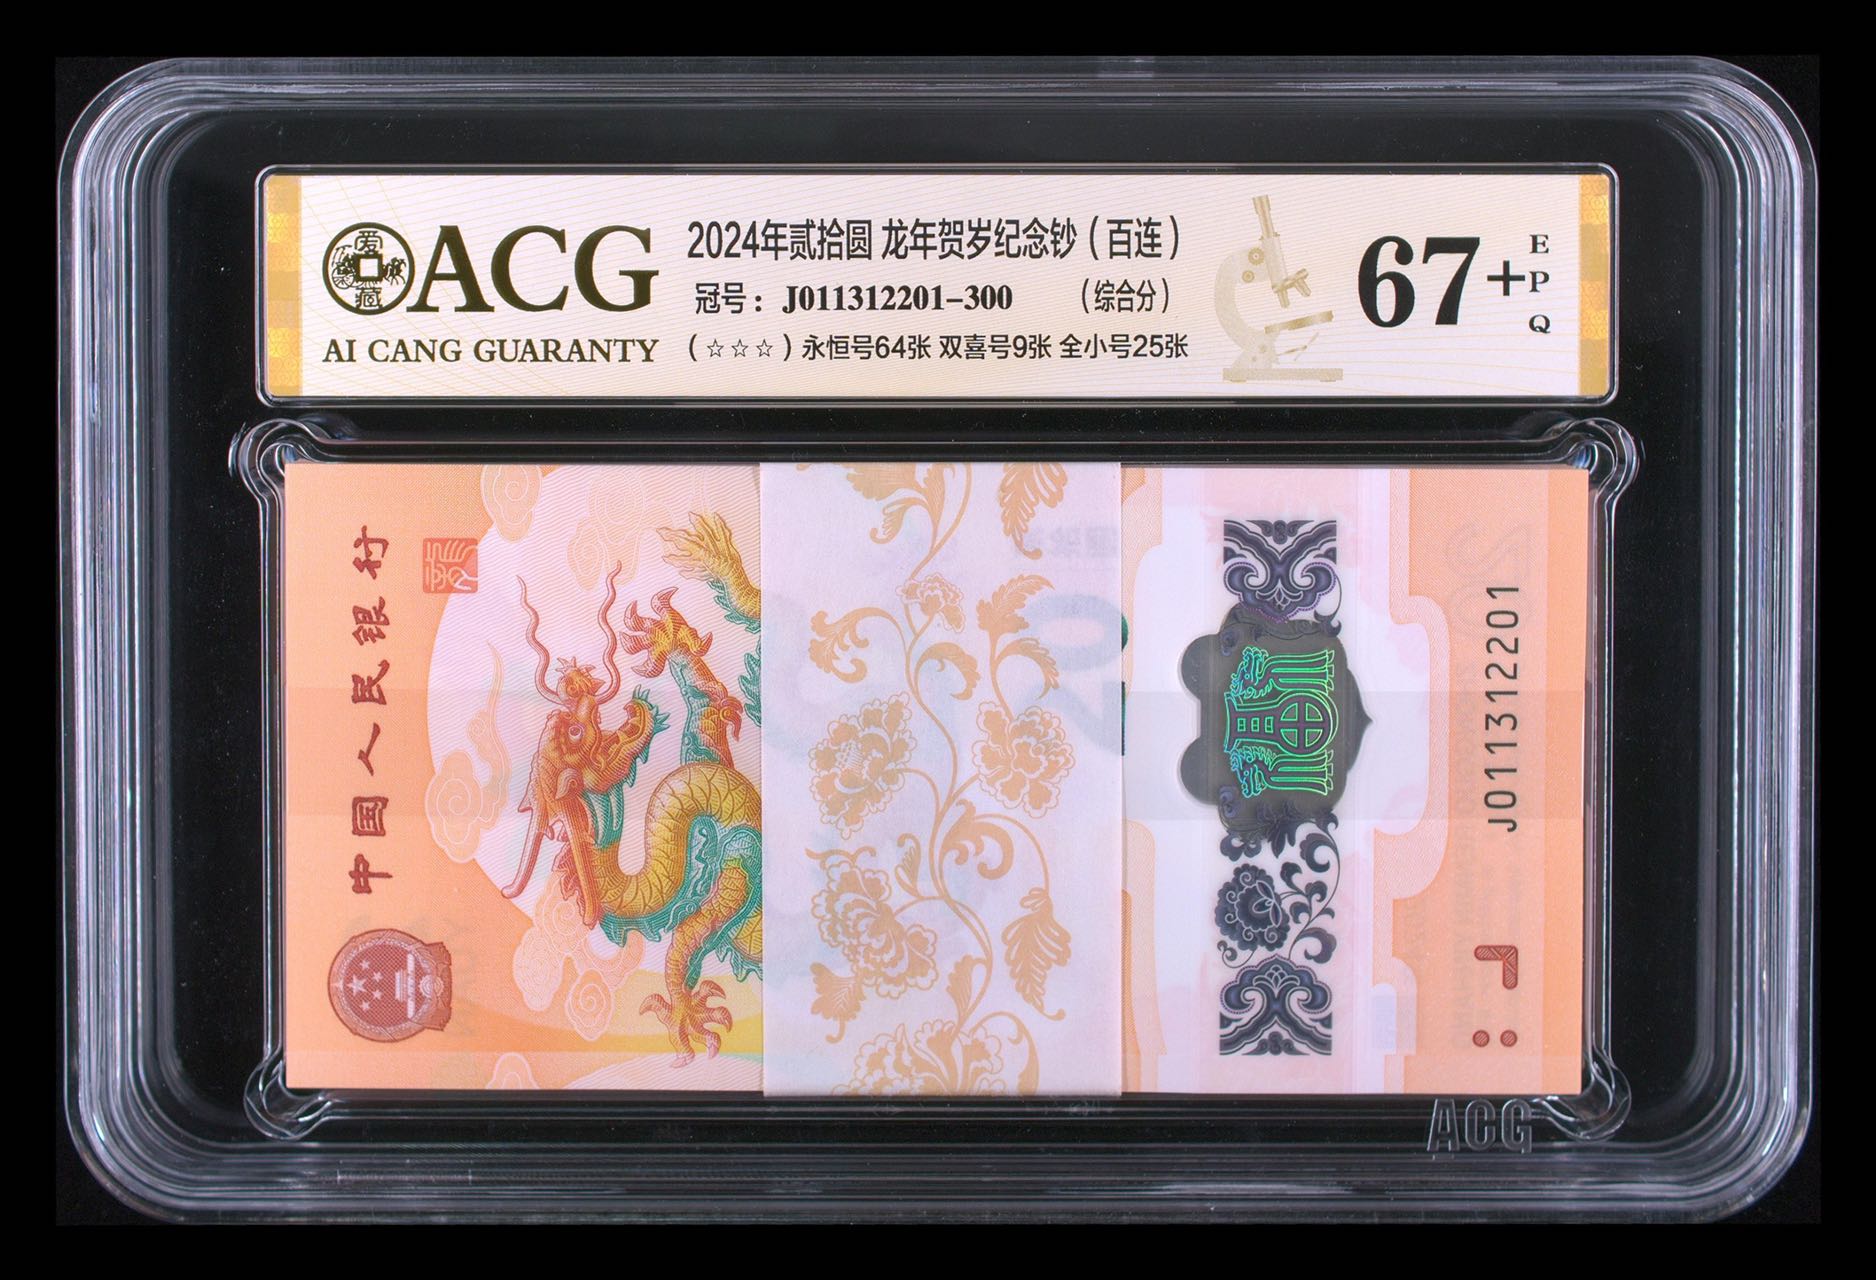 爱藏
ACG
AI CANG GUARANTY
2024年贰拾圆 龙年贺岁纪念钞(百连)
冠号: J011312201-300 (综合分)
(☆☆☆)永恒号64张 双喜号9张 全小号25张
67+
E
P
Q
中国人民银行
J011312201
ACG